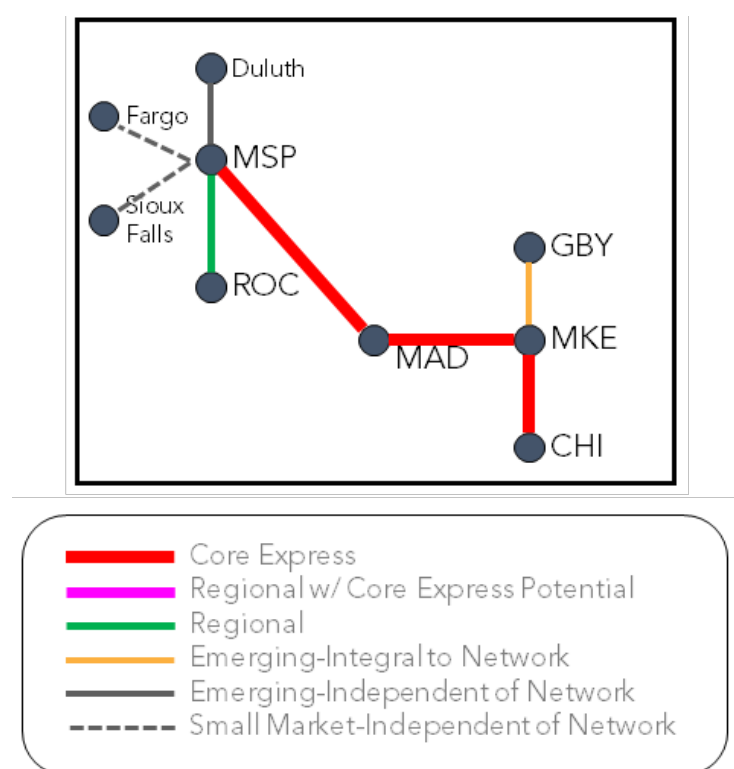 Duluth
Fargo
MSP
Sioux
Falls
GBY
ROC
MKE
MAD
CHI
Core Express
Regional w/ Core Express Potential
Regional
Emerging-Integral to Network
Emerging-Independent of Network
Small Market-Independent of Network